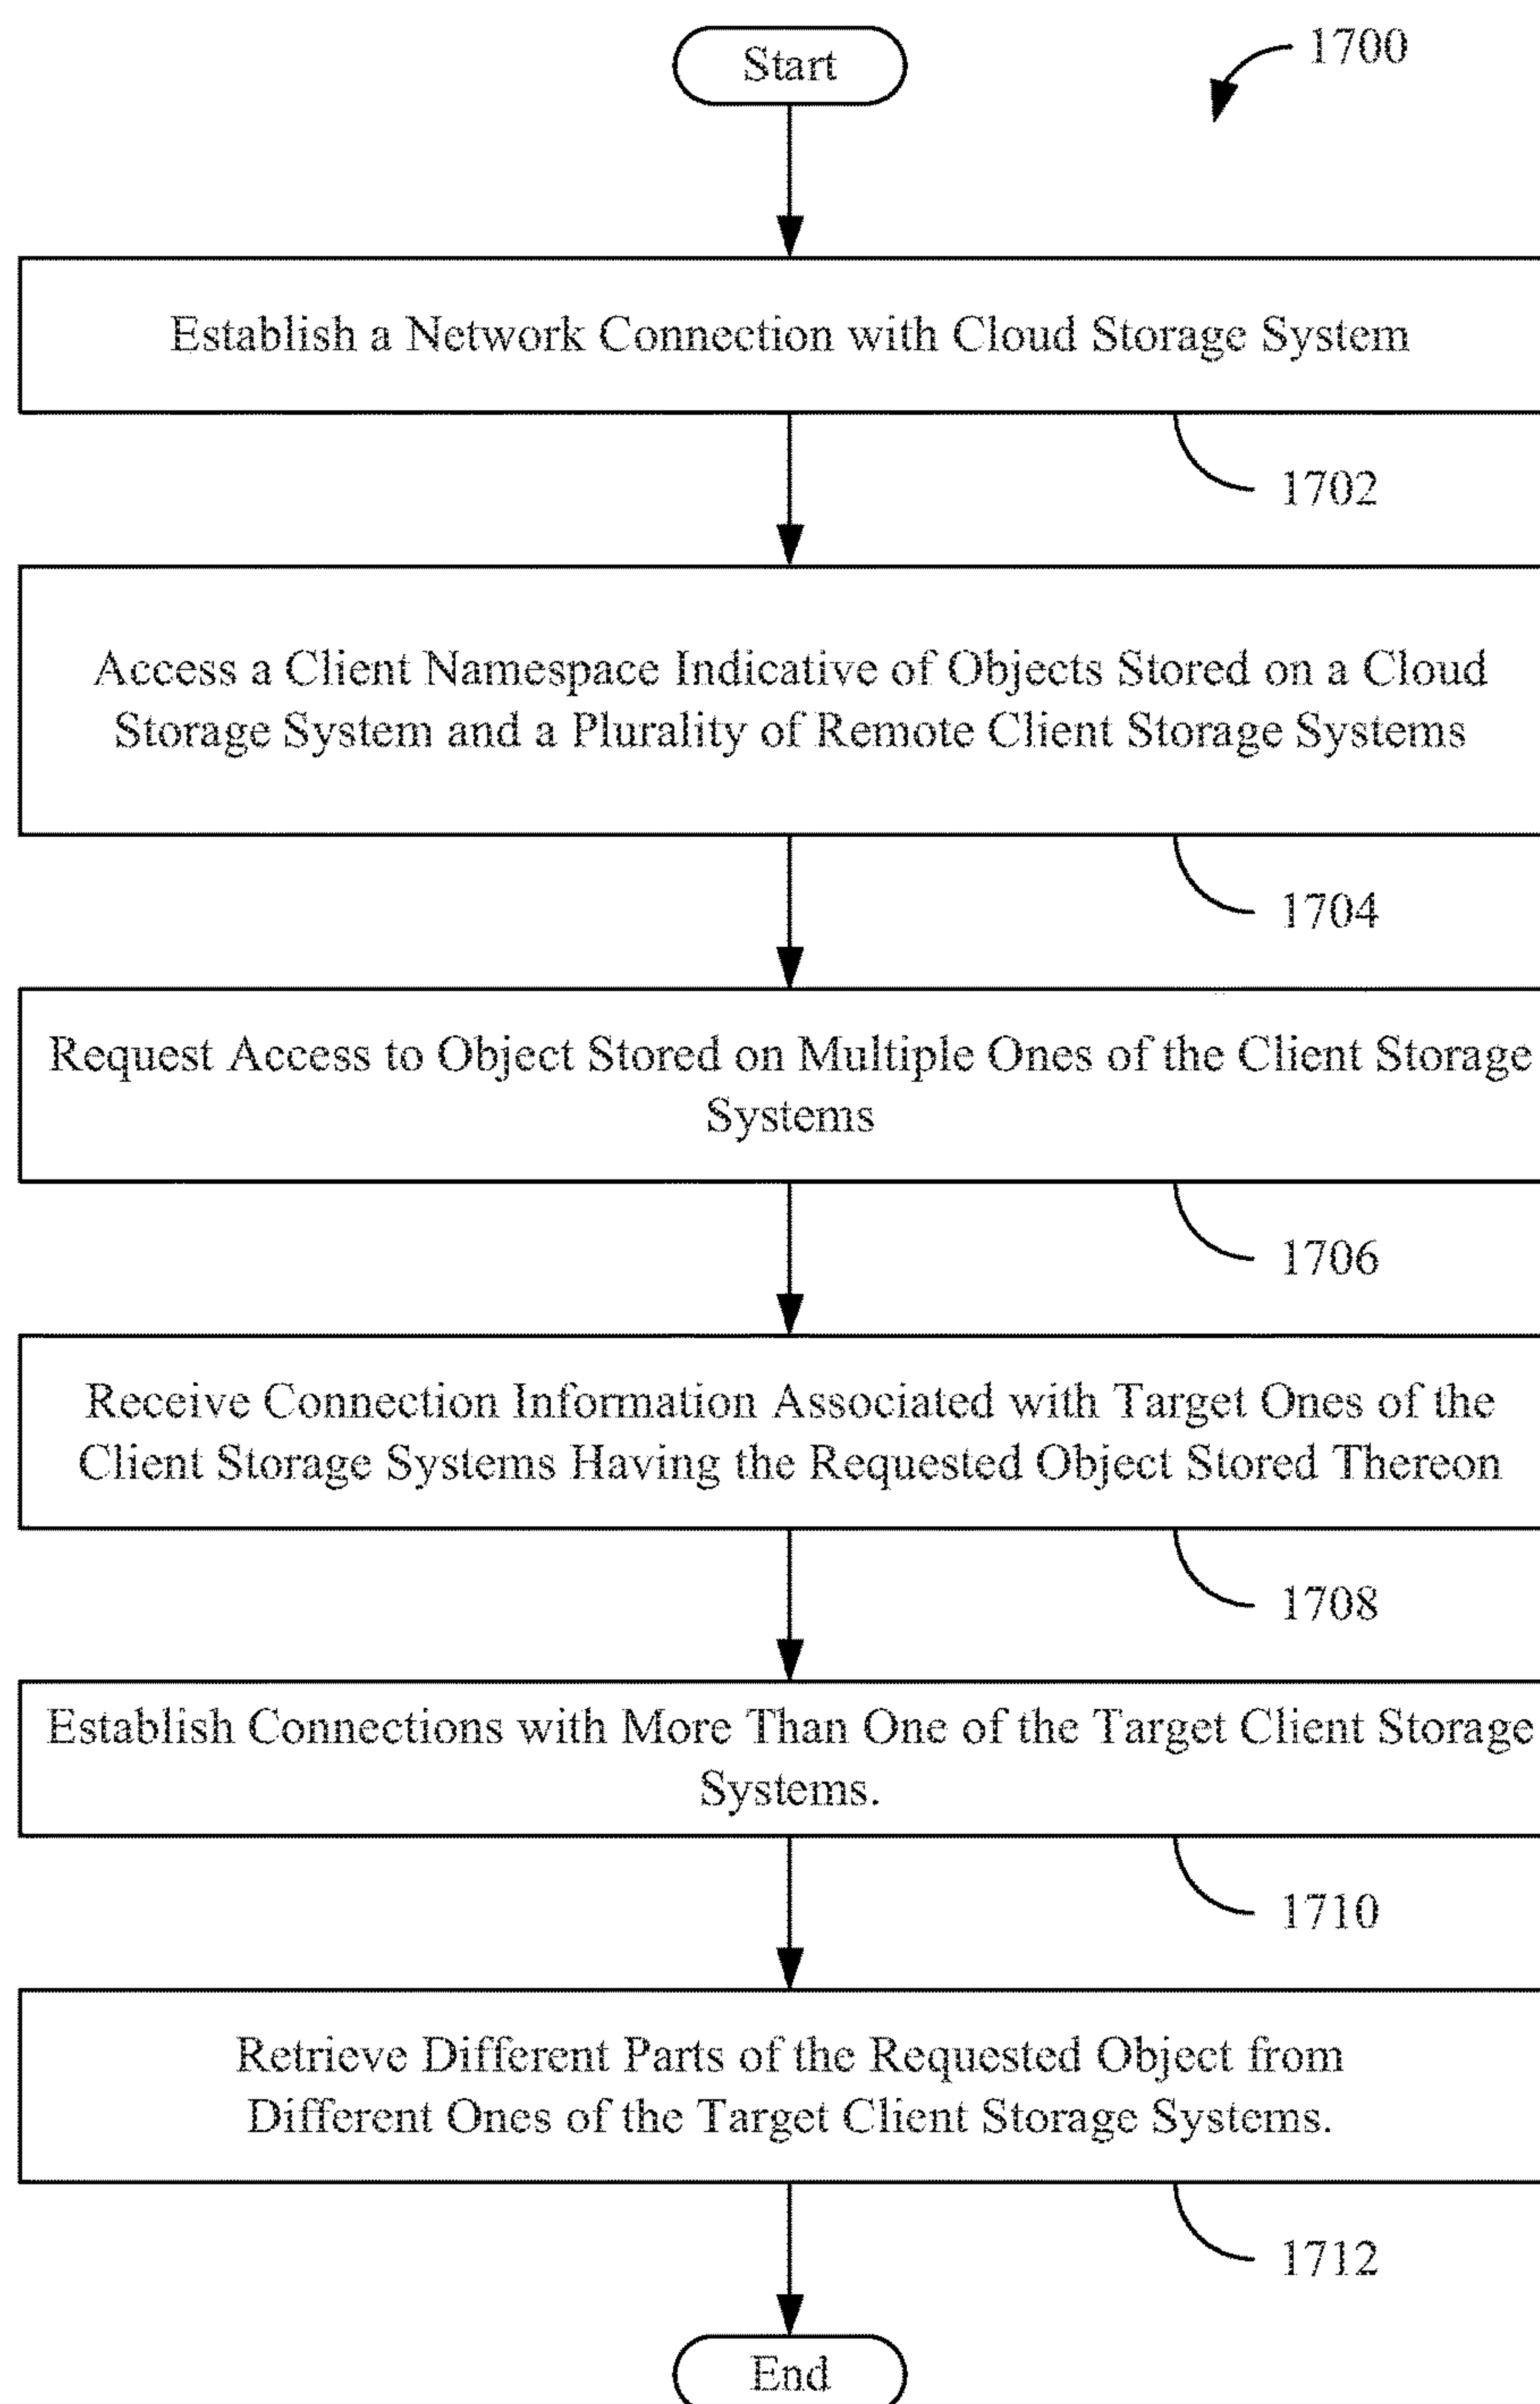 Start
1700
Establish a Network Connection with Cloud Storage System
1702
Access a Client Namespace Indicative of Objects Stored on a Cloud
Storage System and a Plurality of Remote Client Storage Systems
1704
Request Access to Object Stored on Multiple Ones of the Client Storage
Systems
1706
Receive Connection Information Associated with Target Ones of the
Client Storage Systems Having the Requested Object Stored Thereon
1708
Establish Connections with More Than One of the Target Client Storage
Systems.
1710
Retrieve Different Parts of the Requested Object from
Different Ones of the Target Client Storage Systems.
1712
End